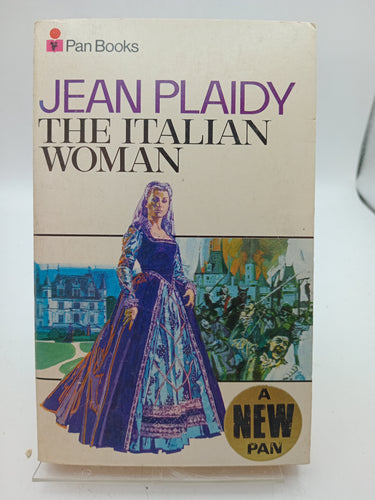 Pan Books
JEAN PLAIDY
THE ITALIAN
WOMAN
A
NEW
PAN